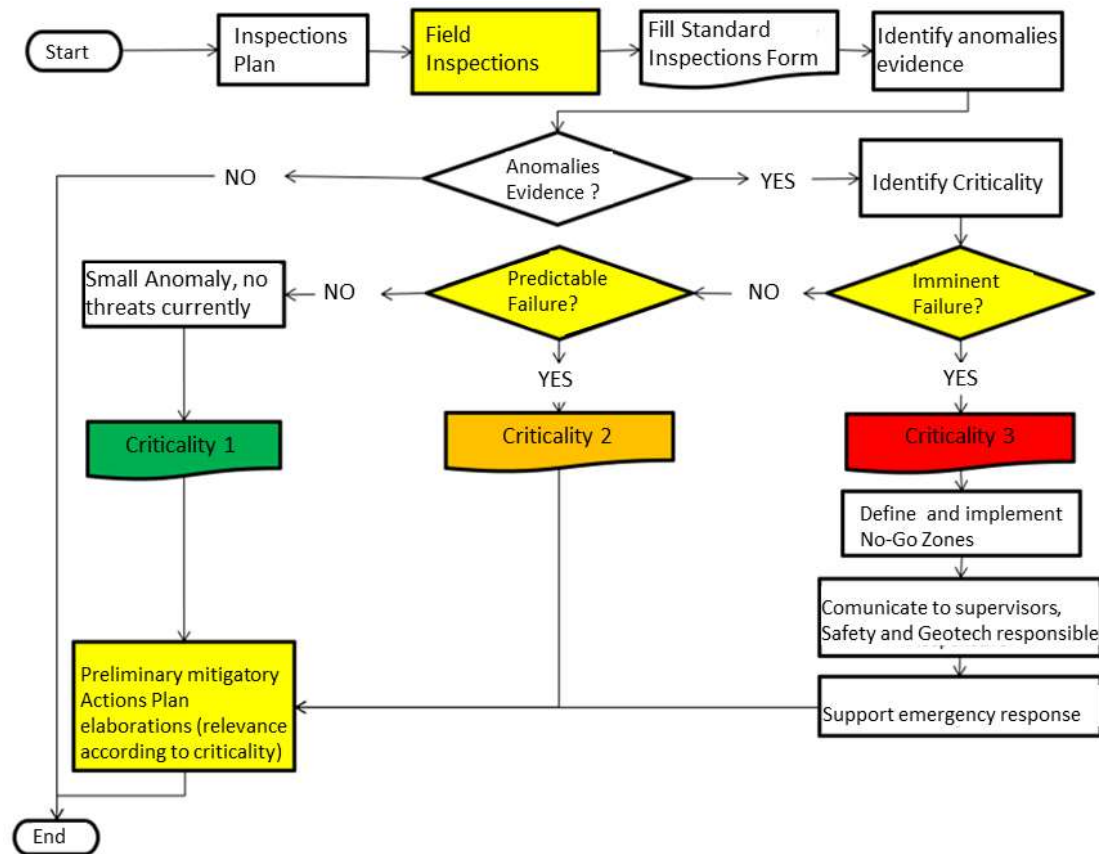 Start
Inspections
Plan
Field
Inspections
Fill Standard
Inspections Form
Identify anomalies
evidence
NO
Anomalies
Evidence ?
YES
Identify Criticality
Small Anomaly, no
threats currently
NO
Predictable
Failure?
NO
Imminent
Failure?
YES
YES
Criticality 1
Criticality 2
Criticality 3
Define and implement
No-Go Zones
Comunicate to supervisors,
Safety and Geotech responsible
Preliminary mitigatory
Actions Plan
elaborations (relevance
according to criticality)
Support emergency response
End